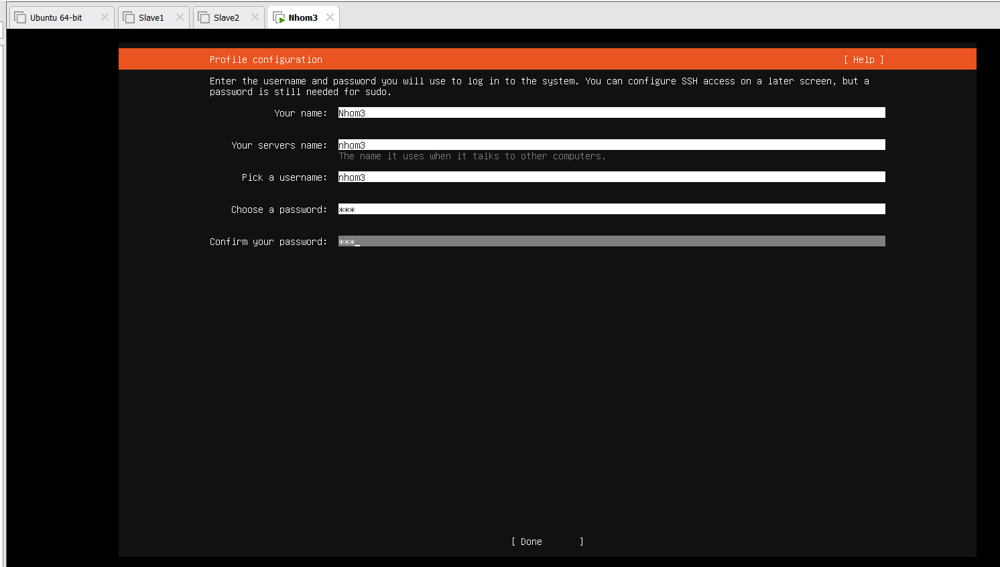 Ubuntu 64-bit Slave1 Slave2 Nhom3
Profile configuration [ Help ]
Enter the username and password you will use to log in to the system. You can configure SSH access on a later screen, but a
password is still needed for sudo.
Your name: Nhom3
Your servers name: nhom3
The name it uses when it talks to other computers.
Pick a username: nhom3
Choose a password: ***
Confirm your password: ***_
[ Done ]